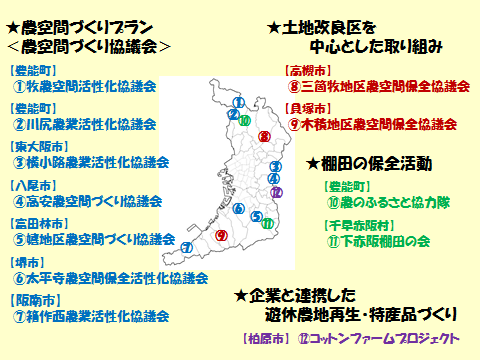 ★農空間づくりプラン
＜農空間づくり協議会＞
【豊能町】
①牧農空間活性化協議会
【豊能町】
②川尻農業活性化協議会
【東大阪市】
③横小路農業活性化協議会
【八尾市】
④高安農空間づくり協議会
【富田林市】
⑤嬉地区農空間づくり協議会
【堺市】
⑥太平寺農空間保全活性化協議会
【阪南市】
⑦箱作西農業活性化協議会
★土地改良区を
中心とした取り組み
【高槻市】
⑧三箇牧地区農空間保全協議会
【貝塚市】
⑨木積地区農空間保全協議会
★棚田の保全活動
【豊能町】
⑩農のふるさと協力隊
【千早赤阪村】
⑪下赤阪棚田の会
★企業と連携した
遊休農地再生・特産品づくり
【柏原市】 ⑫コットンファームプロジェクト
①
②
⑩
⑧
③
④
⑫
⑥
⑤
⑪
⑨
⑦